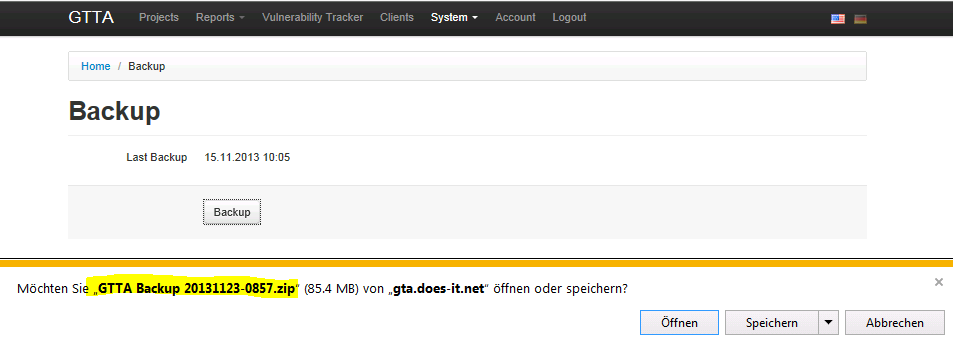 GTTA Projects Reports Vulnerability Tracker Clients System Account Logout
Home / Backup
Backup
Last Backup 15.11.2013 10:05
Backup
Möchten Sie „GTTA Backup 20131123-0857.zip“ (85.4 MB) von „gta.does-it.net“ öffnen oder speichern?
Öffnen Speichern Abbrechen